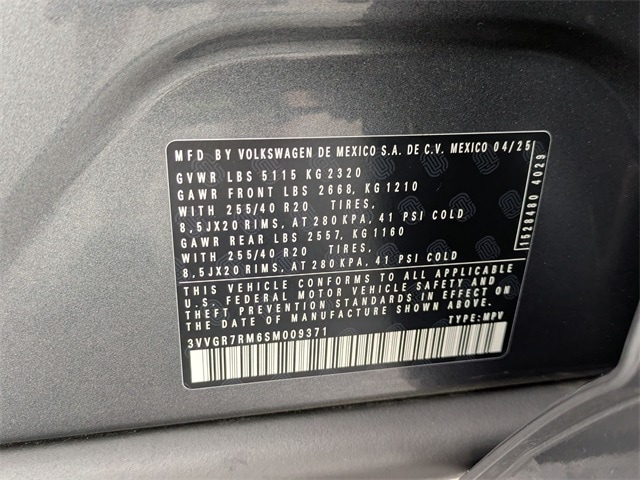 MFD BY VOLKSWAGEN DE MEXICO S.A. DE C.V. MEXICO 04/25
GVWR LBS 5115 KG 2320
GAWR FRONT LBS 2668, KG 1210
WITH 255/40 R20 TIRES,
8,5JX20 RIMS, AT 280 KPA, 41 PSI COLD
GAWR REAR LBS 2557, KG 1160
WITH 255/40 R20 TIRES,
8,5JX20 RIMS, AT 280 KPA, 41 PSI COLD
THIS VEHICLE CONFORMS TO ALL APPLICABLE
U.S. FEDERAL MOTOR VEHICLE SAFETY AND
THEFT PREVENTION STANDARDS IN EFFECT ON
THE DATE OF MANUFACTURE SHOWN ABOVE.
3VVGR7RM6SM009371 TYPE: MPV
1528480 4029